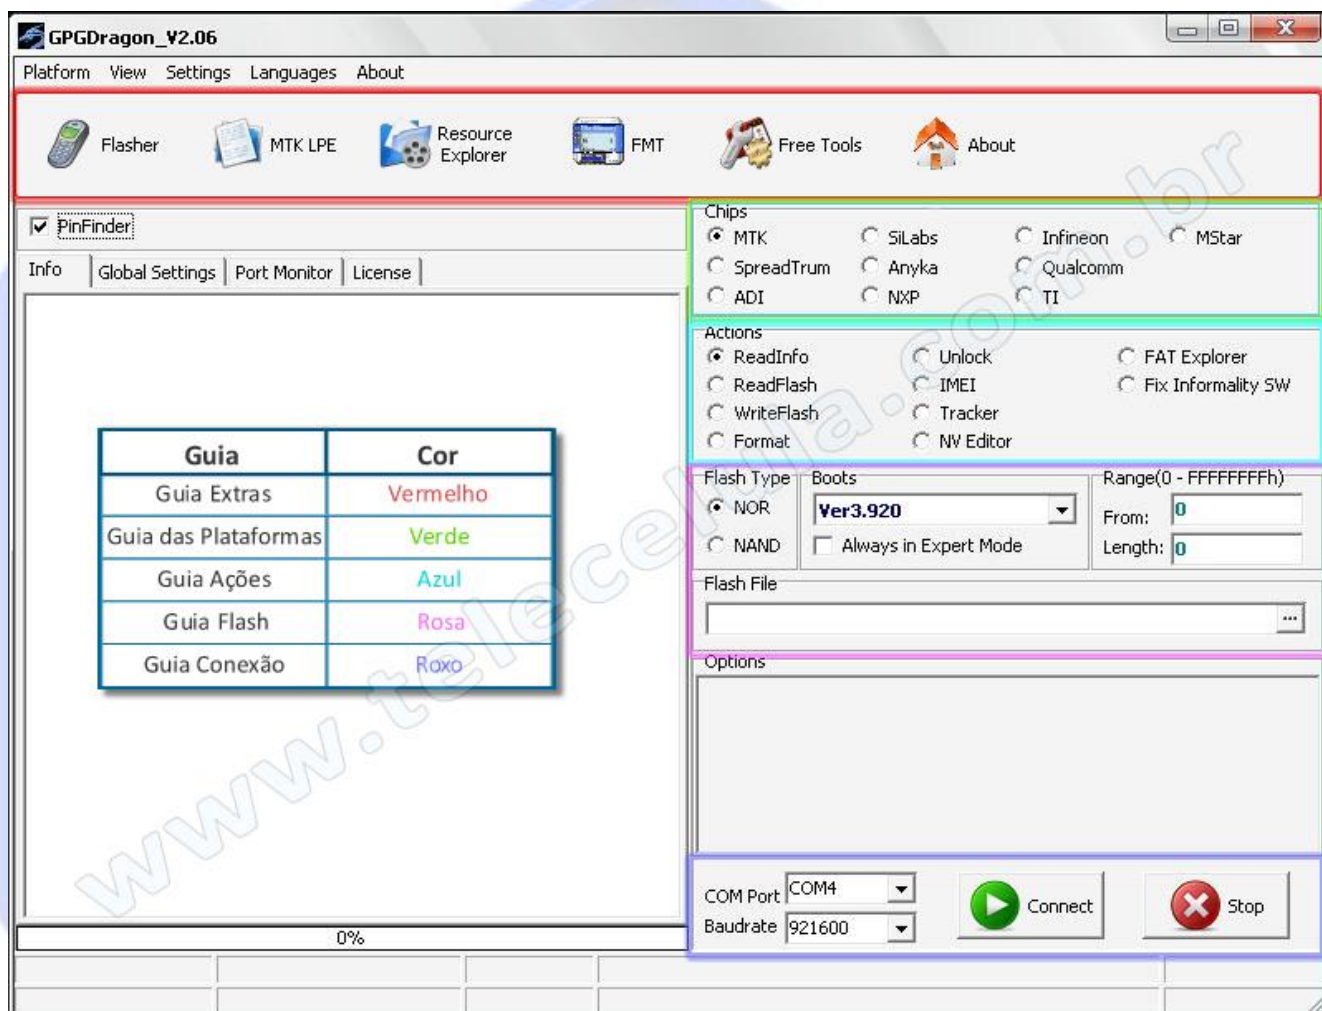 GPGDragon_V2.06
Platform View Settings Languages About
Flasher MTK LPE Resource Explorer FMT Free Tools About
PinFinder
Info Global Settings Port Monitor License
Guia Cor
Guia Extras Vermelho
Guia das Plataformas Verde
Guia Ações Azul
Guia Flash Rosa
Guia Conexão Roxo
0%
Chips
MTK SiLabs Infineon MStar
SpreadTrum Anyka Qualcomm
ADI NXP TI
Actions
ReadInfo Unlock FAT Explorer
ReadFlash IMEI Fix Informality SW
WriteFlash Tracker
Format NV Editor
Flash Type Boots Range(0 - FFFFFFFFh)
NOR Ver3.920 From: 0
NAND Always in Expert Mode Length: 0
Flash File
...
Options
COM Port COM4 Connect Stop
Baudrate 921600
www.telecelula.com.br